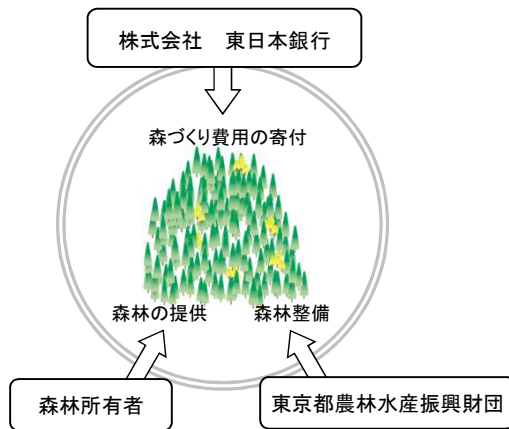 株式会社　東日本銀行
森づくり費用の寄付
森林の提供
森林整備
森林所有者
東京都農林水産振興財団